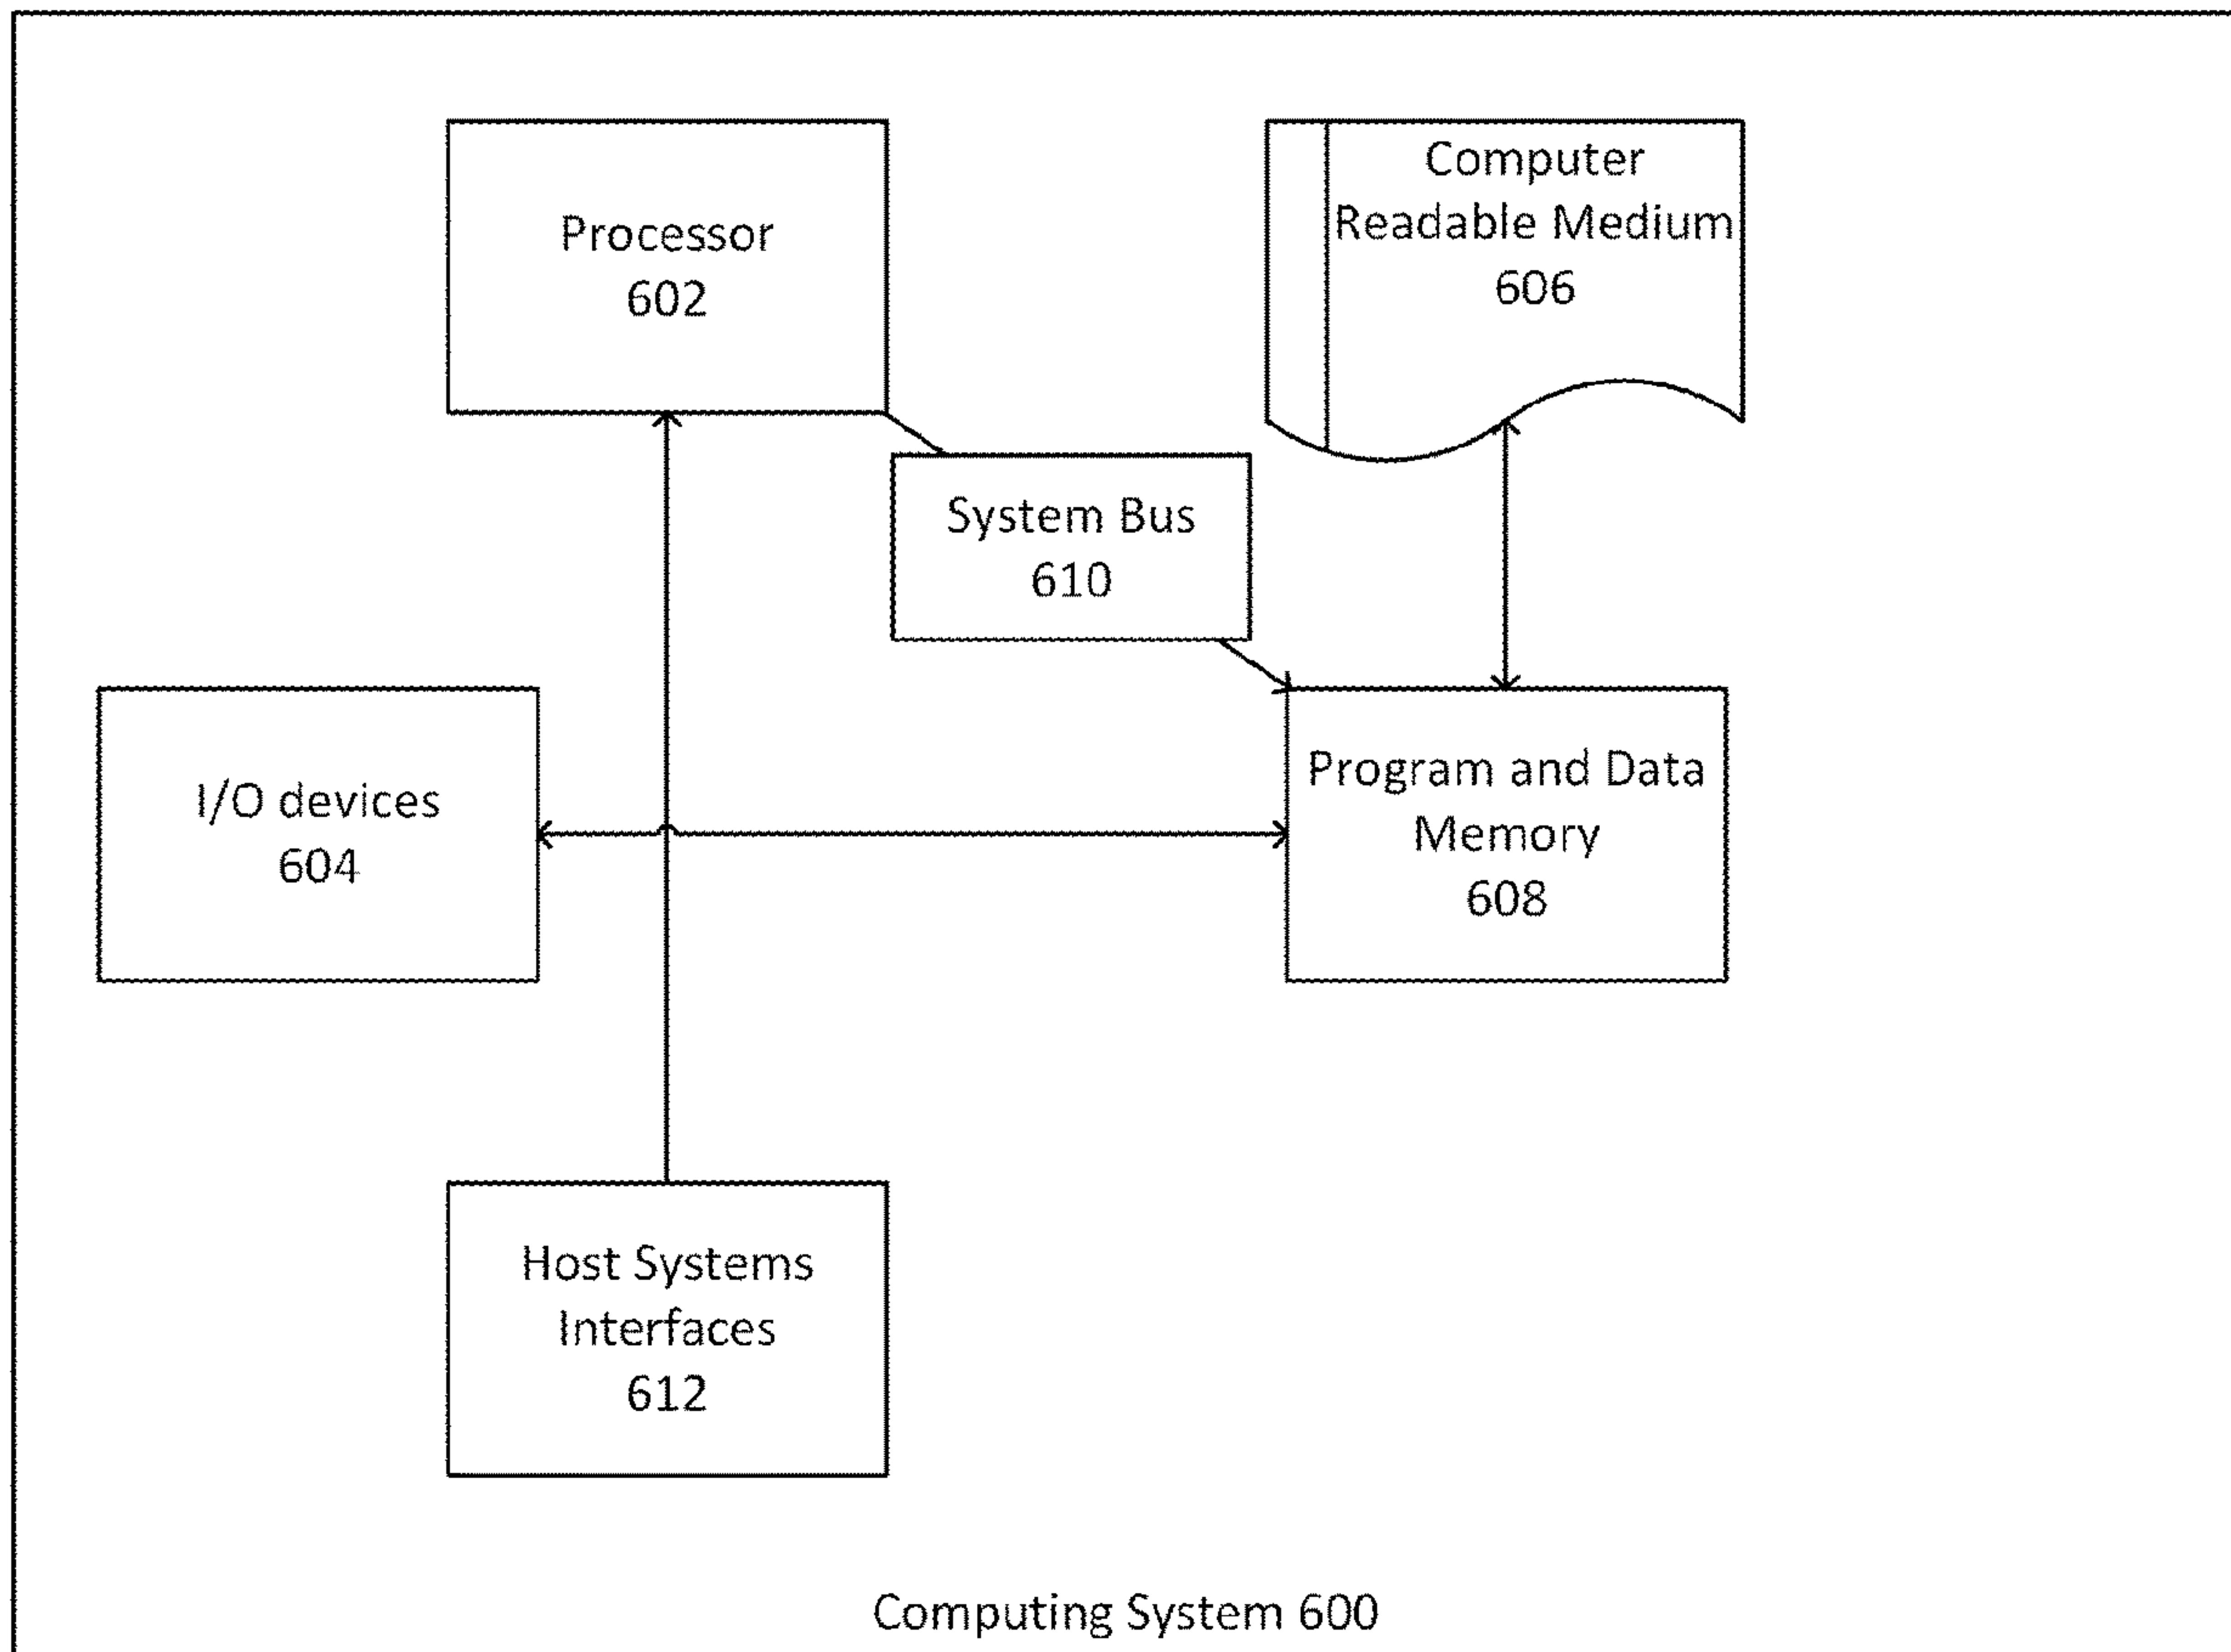 Processor
602
Computer
Readable Medium
606
System Bus
610
I/O devices
604
Program and Data
Memory
608
Host Systems
Interfaces
612
Computing System 600